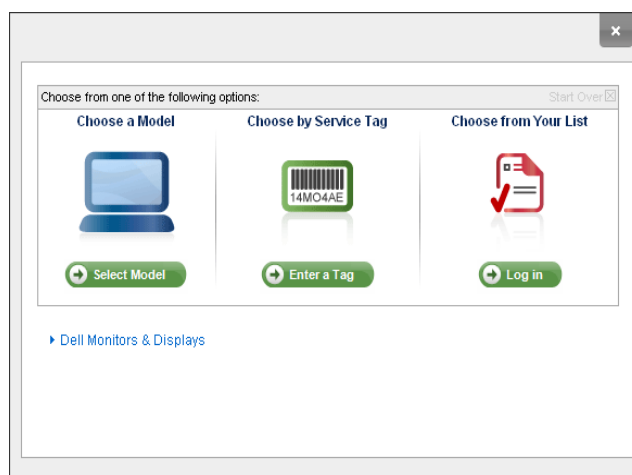 Choose from one of the following options:
Start Over
Choose a Model
Choose by Service Tag
Choose from Your List
14MO4AE
Select Model
Enter a Tag
Log in
Dell Monitors & Displays